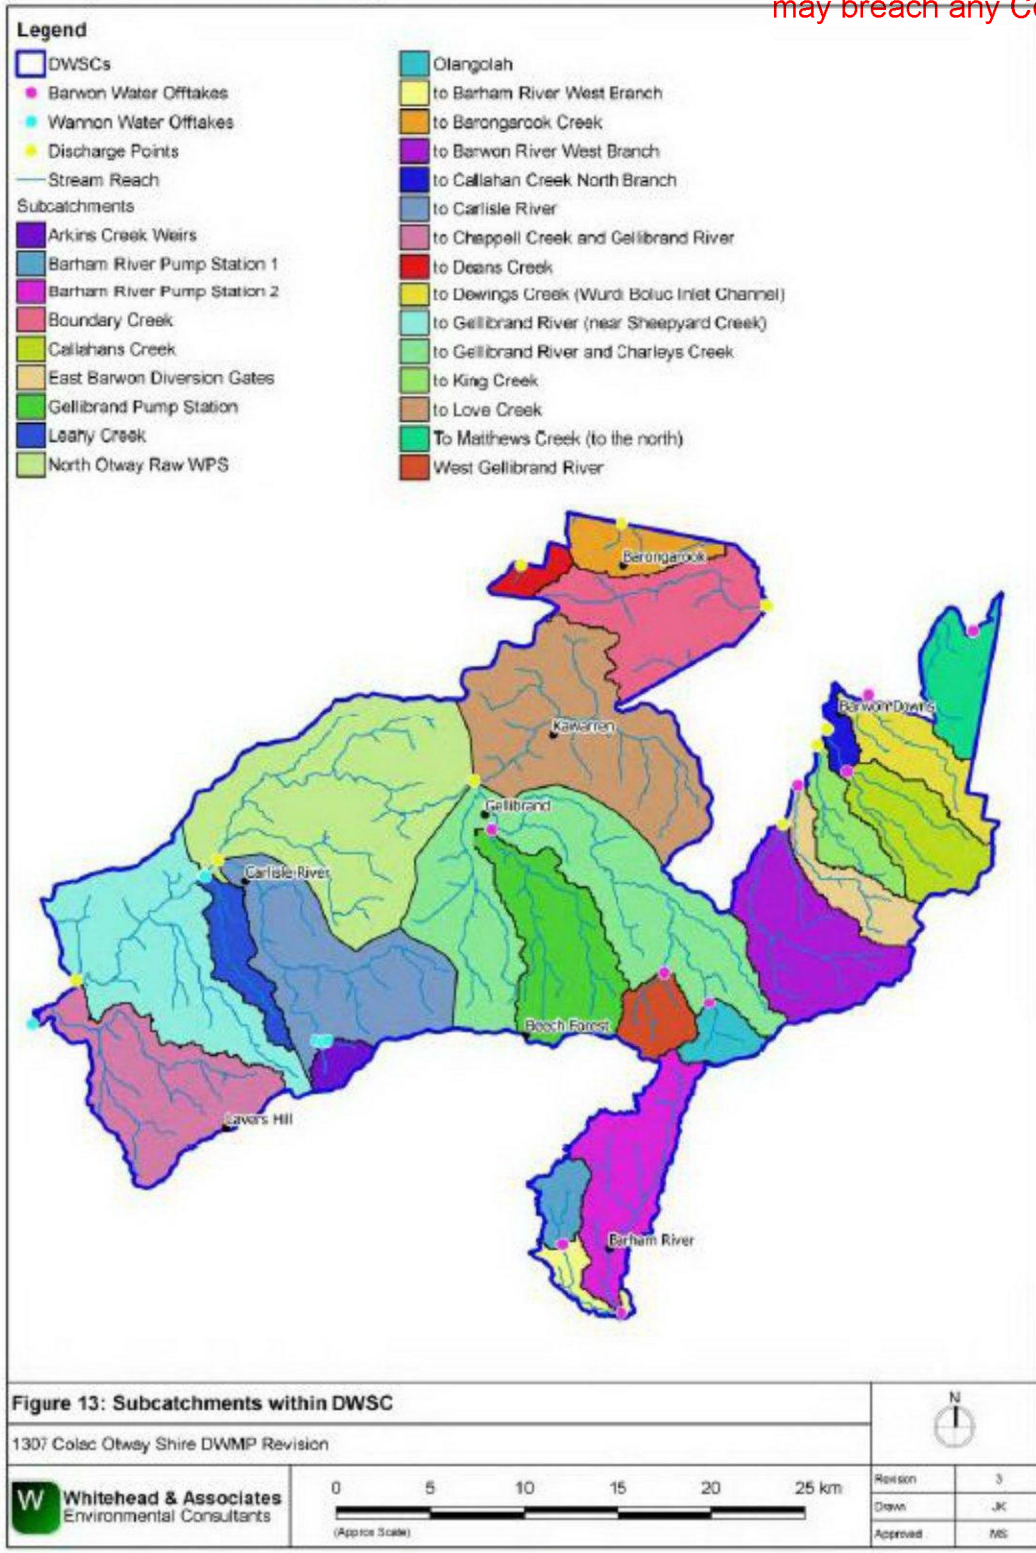 may breach any Co
Legend
DWSCs
Barwon Water Offtakes
Wannon Water Offtakes
Discharge Points
Stream Reach
Subcatchments
Arkins Creek Weirs
Barham River Pump Station 1
Barham River Pump Station 2
Boundary Creek
Callahans Creek
East Barwon Diversion Gates
Gellibrand Pump Station
Leahy Creek
North Otway Raw WPS
Olangolah
to Barham River West Branch
to Barongarook Creek
to Barwon River West Branch
to Callahan Creek North Branch
to Carlisle River
to Chappell Creek and Gellibrand River
to Deans Creek
to Dewings Creek (Wurdi Boluc Inlet Channel)
to Gellibrand River (near Sheepyard Creek)
to Gellibrand River and Charleys Creek
to King Creek
to Love Creek
To Matthews Creek (to the north)
West Gellibrand River
Barongarook
Barwon Downs
Kawarren
Gellibrand
Carlisle River
Beech Forest
Lavers Hill
Barham River
Figure 13: Subcatchments within DWSC
1307 Colac Otway Shire DWMP Revision
N
W Whitehead & Associates
Environmental Consultants
0 5 10 15 20 25 km
(Approx Scale)
Revision 3
Drawn JK
Approved MS